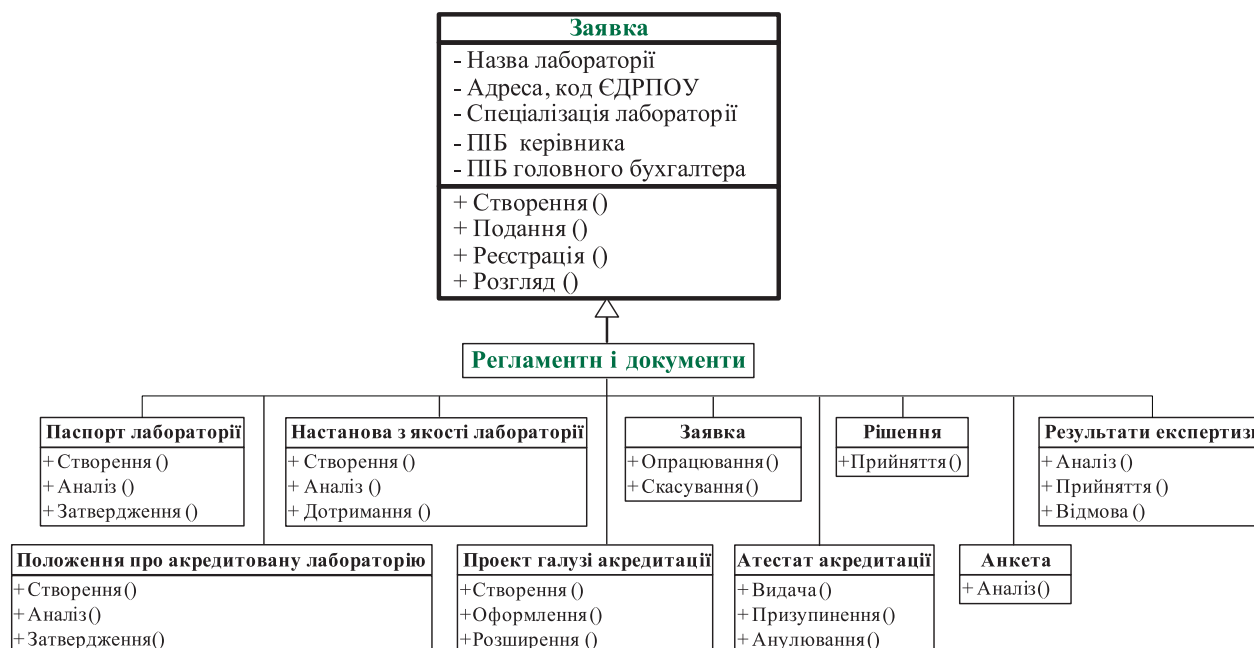 Заявка
- Назва лабораторії
- Адреса, код ЄДРПОУ
- Спеціалізація лабораторії
- ПІБ керівника
- ПІБ головного бухгалтера
+ Створення ()
+ Подання ()
+ Реєстрація ()
+ Розгляд ()
Регламентн і документи
Паспорт лабораторії
+ Створення ()
+ Аналіз ()
+ Затвердження ()
Настанова з якості лабораторії
+ Створення ()
+ Аналіз ()
+ Дотримання ()
Заявка
+ Опрацювання()
+ Скасування()
Рішення
+Прийняття()
Результати експертизи
+ Аналіз ()
+ Прийняття()
+ Відмова ()
Положення про акредитовану лабораторію
+ Створення()
+ Аналіз()
+ Затвердження()
Проект галузі акредитації
+Створення ()
+Оформлення()
+Розширення ()
Атестат акредитації
+ Видача()
+ Призупинення()
+ Анулювання()
Анкета
+ Аналіз()